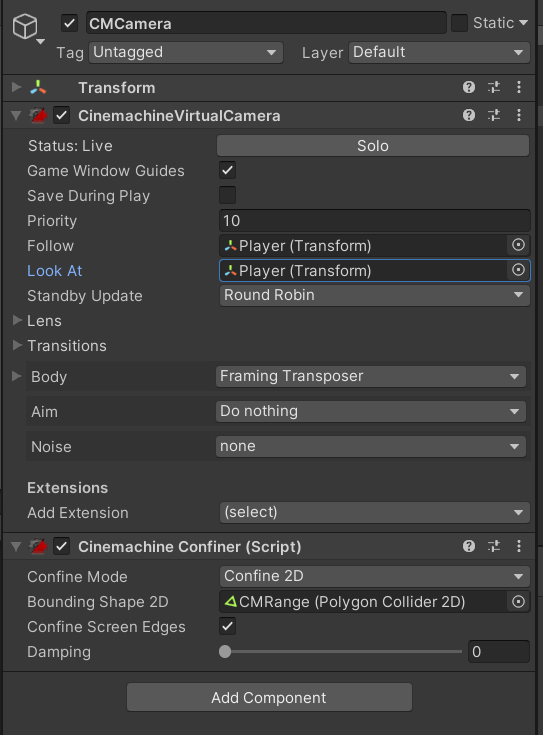 CMCamera Static
Tag Untagged Layer Default
Transform
CinemachineVirtualCamera
Status: Live Solo
Game Window Guides
Save During Play
Priority 10
Follow Player (Transform)
Look At Player (Transform)
Standby Update Round Robin
Lens
Transitions
Body Framing Transposer
Aim Do nothing
Noise none
Extensions
Add Extension (select)
Cinemachine Confiner (Script)
Confine Mode Confine 2D
Bounding Shape 2D CMRange (Polygon Collider 2D)
Confine Screen Edges
Damping 0
Add Component